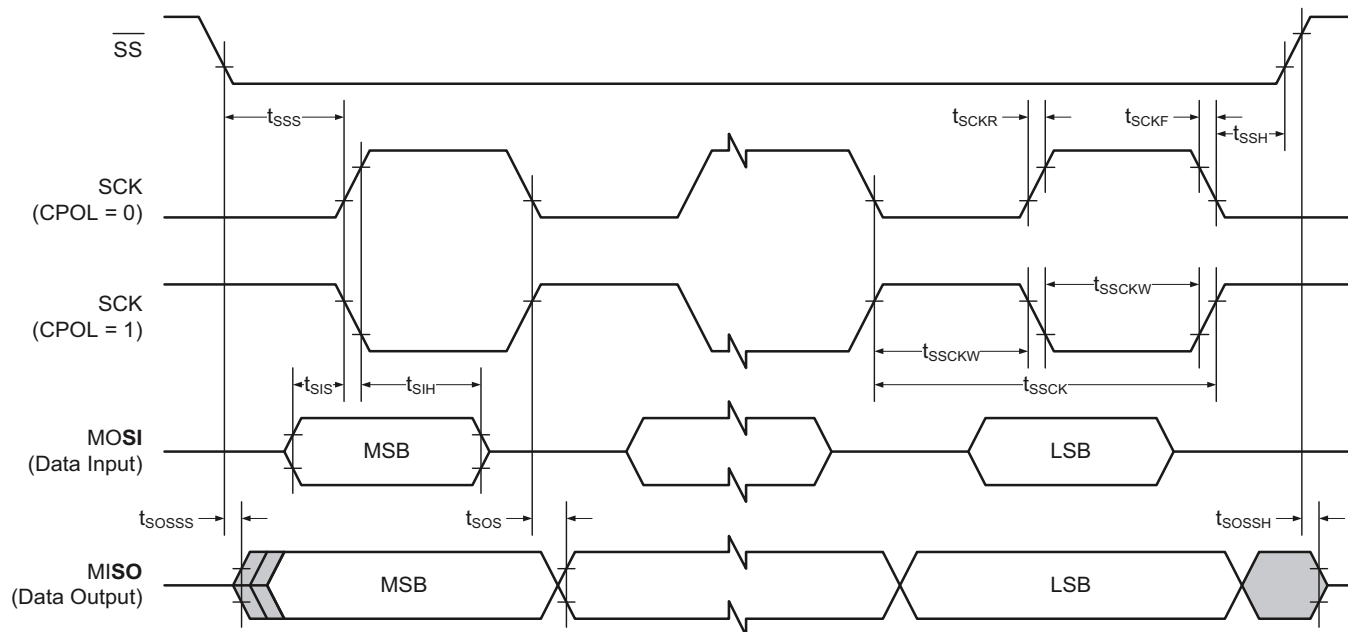 SS
tSSS
tSCKR
tSCKF
tSSH
SCK
(CPOL = 0)
SCK
(CPOL = 1)
tSSCKW
tSSCKW
tSIS
tSIH
tSSCK
MOSI
(Data Input)
MSB
LSB
tSOSSS
tSOS
tSOSSH
MISO
(Data Output)
MSB
LSB